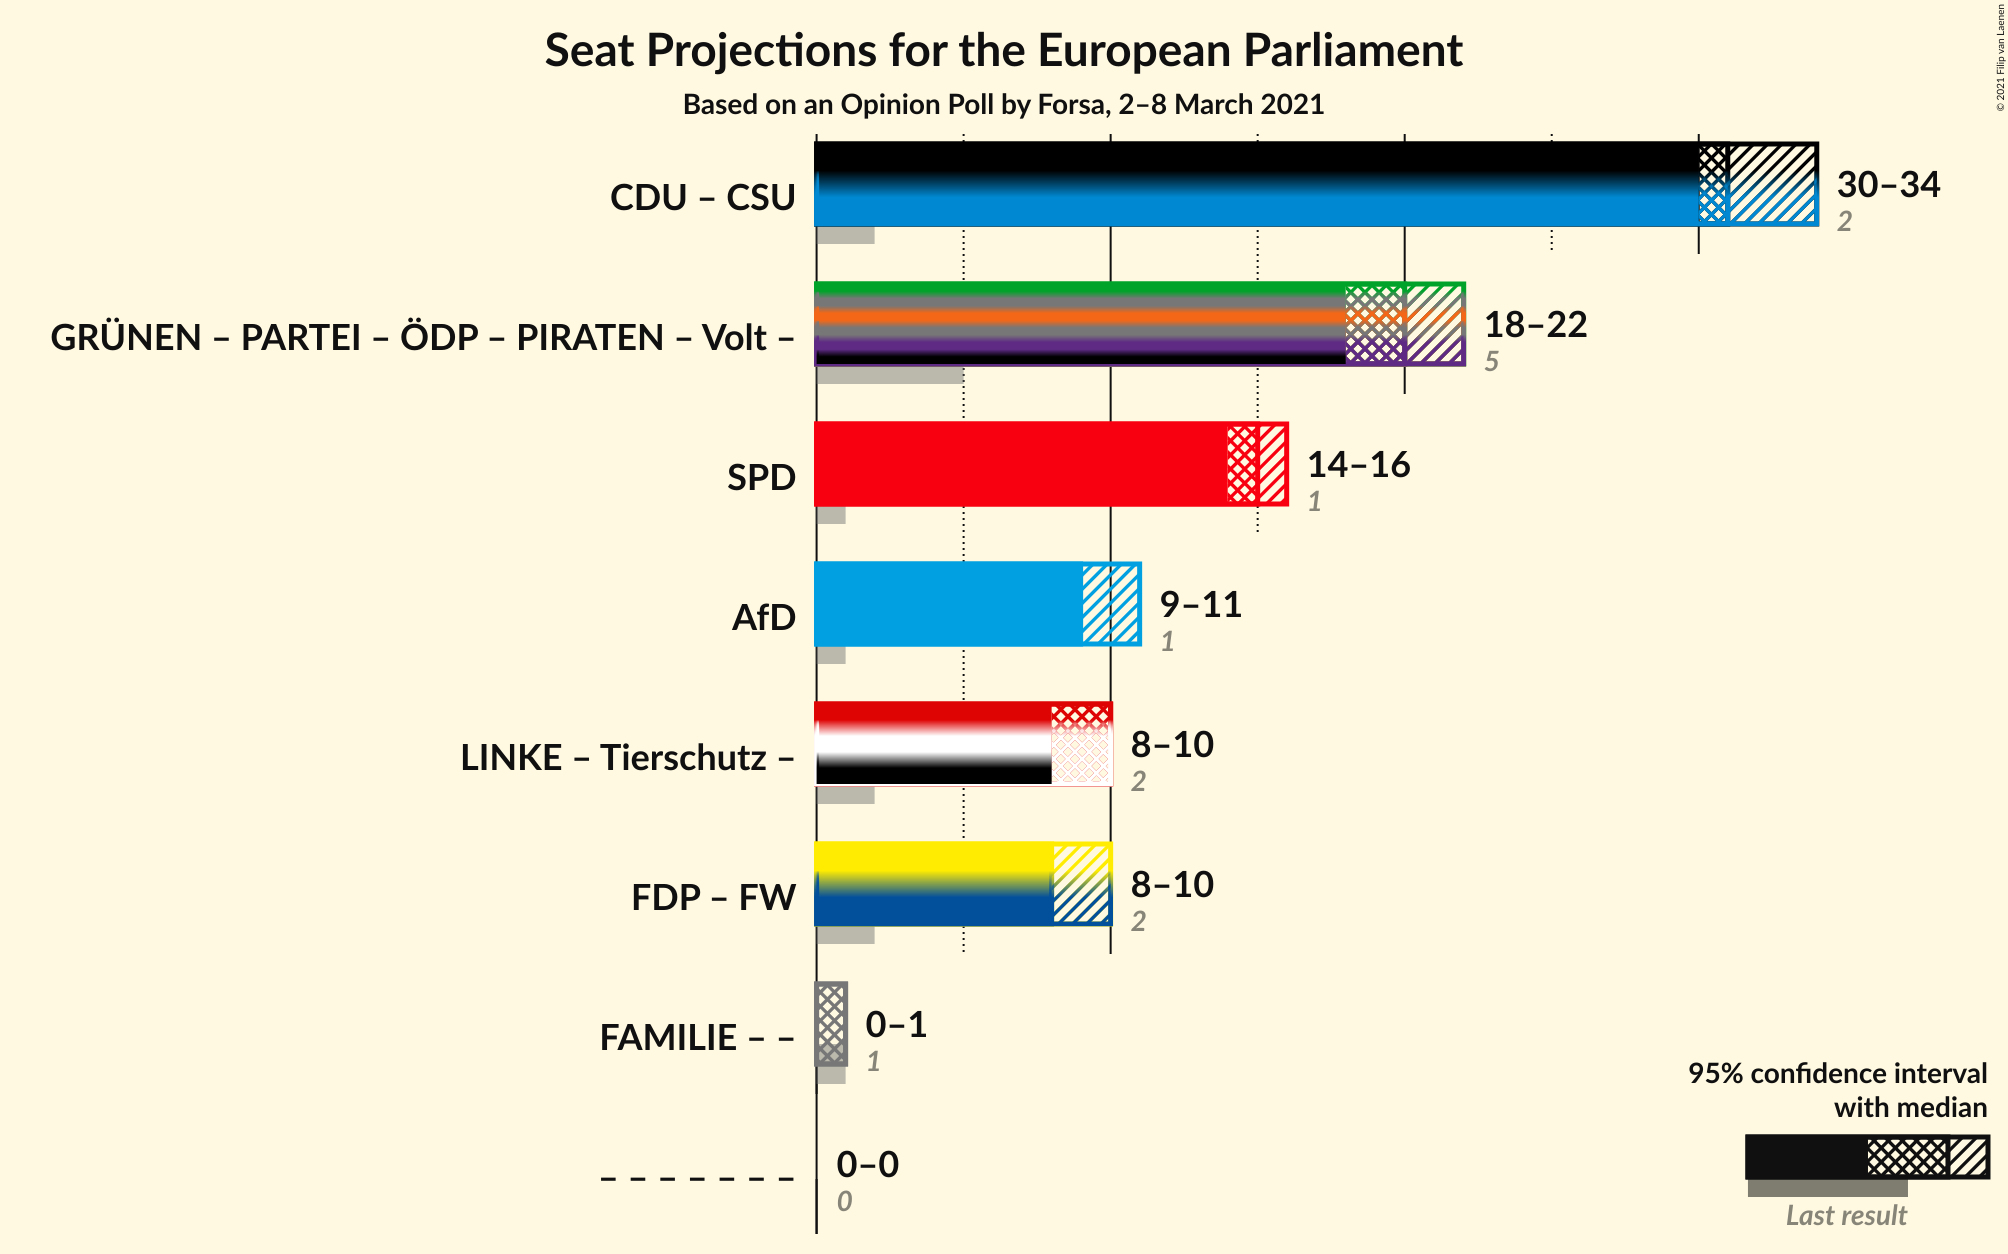 Seat Projections for the European Parliament
Based on an Opinion Poll by Forsa, 2–8 March 2021
© 2021 Filip van Laenen
CDU – CSU
30–34
2
GRÜNEN – PARTEI – ÖDP – PIRATEN – Volt –
18–22
5
SPD
14–16
1
AfD
9–11
1
LINKE – Tierschutz –
8–10
2
FDP – FW
8–10
2
FAMILIE – –
0–1
1
– – – – – – –
0–0
0
95% confidence interval
with median
Last result